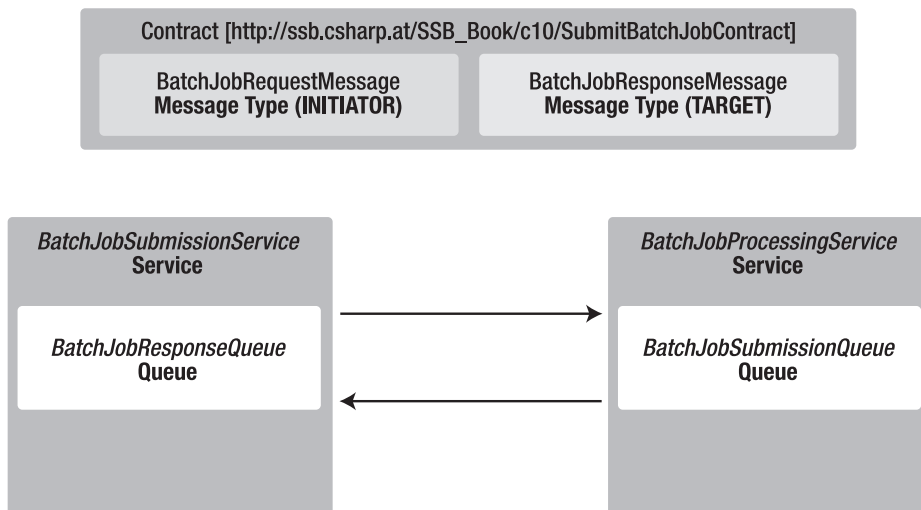 Contract [http://ssb.csharp.at/SSB_Book/c10/SubmitBatchJobContract]
BatchJobRequestMessage
Message Type (INITIATOR)
BatchJobResponseMessage
Message Type (TARGET)
BatchJobSubmissionService
Service
BatchJobResponseQueue
Queue
BatchJobProcessingService
Service
BatchJobSubmissionQueue
Queue